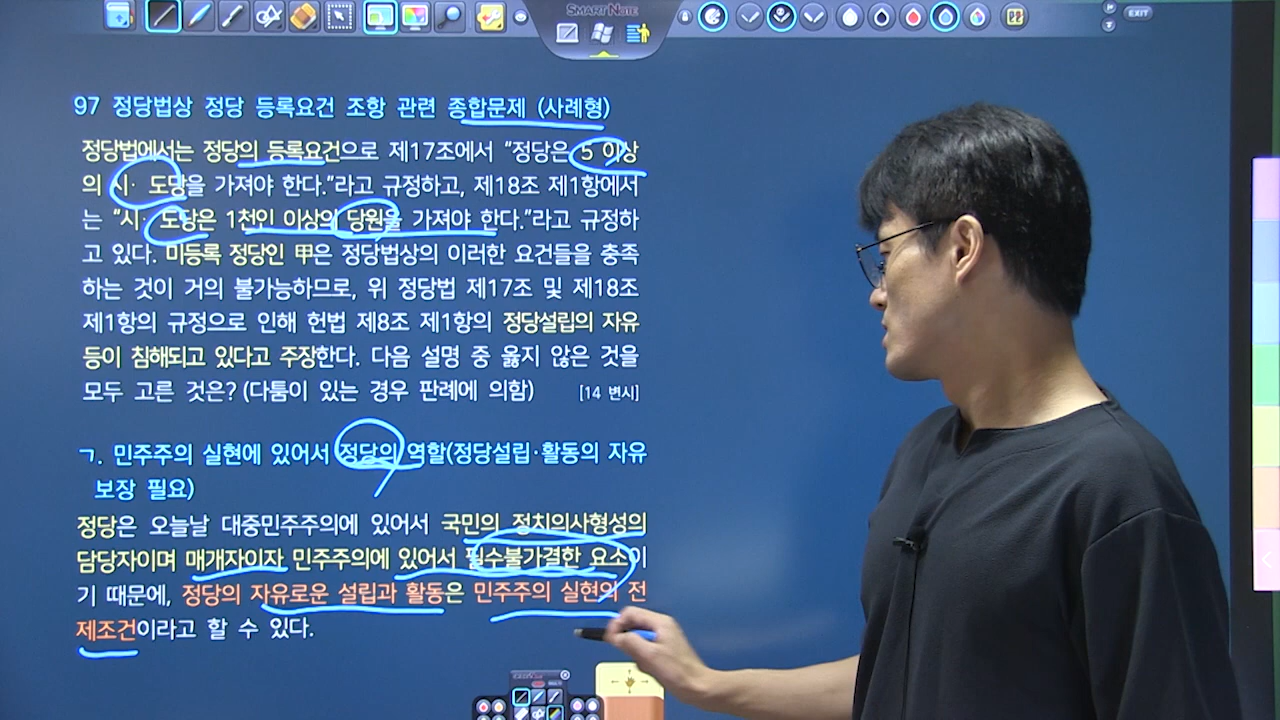 SMART NOTE
EXIT
97 정당법상 정당 등록요건 조항 관련 종합문제 (사례형)
정당법에서는 정당의 등록요건으로 제17조에서 “정당은 5 이상
의 시· 도당을 가져야 한다.”라고 규정하고, 제18조 제1항에서
는 “시· 도당은 1천인 이상의 당원을 가져야 한다.”라고 규정하
고 있다. 미등록 정당인 甲은 정당법상의 이러한 요건들을 충족
하는 것이 거의 불가능하므로, 위 정당법 제17조 및 제18조
제1항의 규정으로 인해 헌법 제8조 제1항의 정당설립의 자유
등이 침해되고 있다고 주장한다. 다음 설명 중 옳지 않은 것을
모두 고른 것은? (다툼이 있는 경우 판례에 의함) [14 변시]
ㄱ. 민주주의 실현에 있어서 정당의 역할(정당설립·활동의 자유
보장 필요)
정당은 오늘날 대중민주주의에 있어서 국민의 정치의사형성의
담당자이며 매개자이자 민주주의에 있어서 필수불가결한 요소이
기 때문에, 정당의 자유로운 설립과 활동은 민주주의 실현의 전
제조건이라고 할 수 있다.